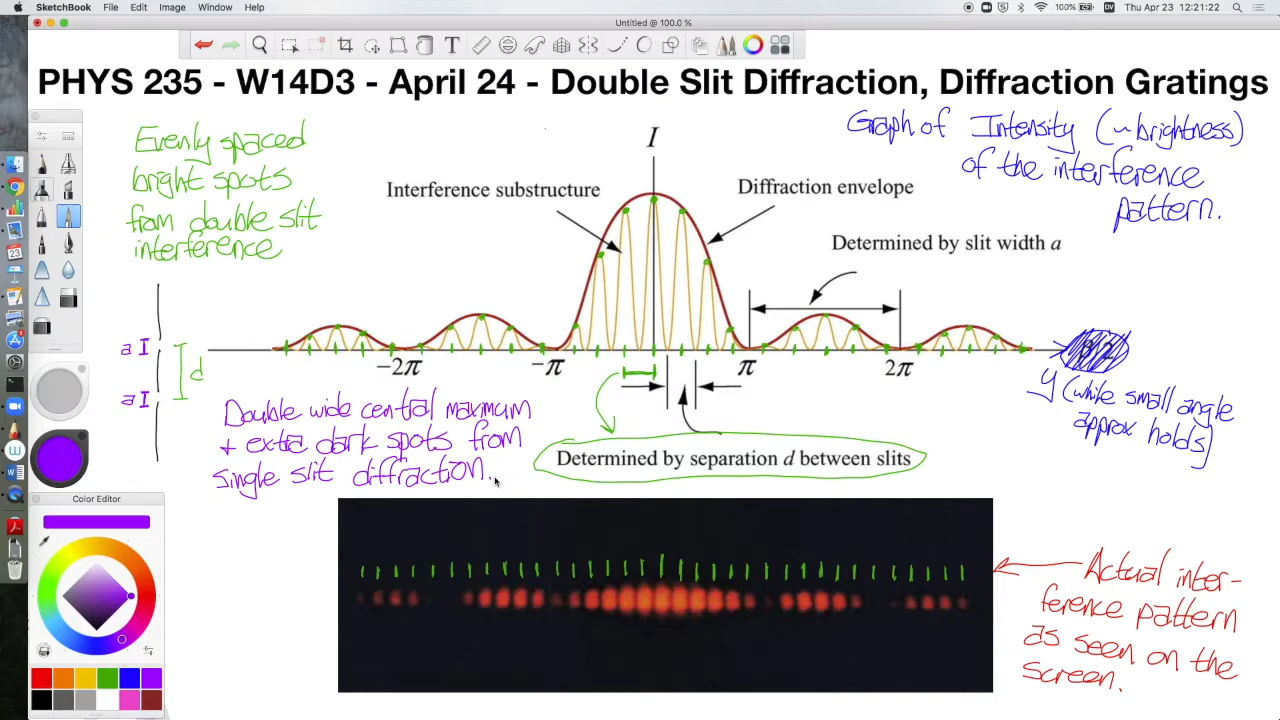 SketchBook File Edit Image Window Help
100% Thu Apr 23 12:21:22
Untitled @ 100.0 %
PHYS 235 - W14D3 - April 24 - Double Slit Diffraction, Diffraction Gratings
Evenly spaced
bright spots
from double slit
interference
I
Graph of Intensity (~brightness)
of the interference
pattern.
Interference substructure
Diffraction envelope
Determined by slit width a
a I
d
a I
−2π
−π
π
2π
β/2
y (while small angle
approx holds)
Double wide central maximum
+ extra dark spots from
single slit diffraction.
Determined by separation d between slits
Color Editor
Actual inter-
ference pattern
as seen on the
screen.